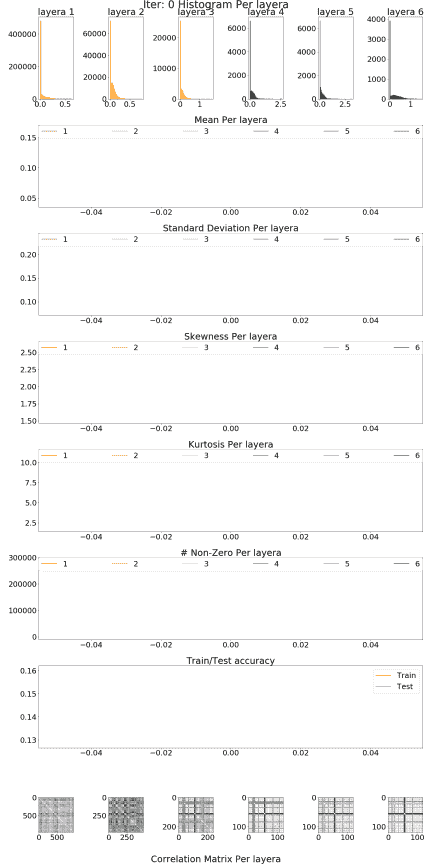 Iter: 0 Histogram Per layera
layera 1 layera 2 layera 3 layera 4 layera 5 layera 6
400000 200000 0 0.0 0.5
60000 40000 20000 0 0.0 0.5
20000 10000 0 0 1
6000 4000 2000 0 0.0 2.5
6000 4000 2000 0 0.0 2.5
4000 3000 2000 1000 0 0 1
Mean Per layera
1 2 3 4 5 6
0.15
0.10
0.05
−0.04 −0.02 0.00 0.02 0.04
Standard Deviation Per layera
1 2 3 4 5 6
0.20
0.15
0.10
−0.04 −0.02 0.00 0.02 0.04
Skewness Per layera
1 2 3 4 5 6
2.50
2.25
2.00
1.75
1.50
−0.04 −0.02 0.00 0.02 0.04
Kurtosis Per layera
1 2 3 4 5 6
10.0
7.5
5.0
2.5
−0.04 −0.02 0.00 0.02 0.04
# Non-Zero Per layera
300000
1 2 3 4 5 6
200000
100000
0
−0.04 −0.02 0.00 0.02 0.04
Train/Test accuracy
0.16
Train
Test
0.15
0.14
0.13
−0.04 −0.02 0.00 0.02 0.04
0 500 0 500
0 250 0 250
0 200 0 200
0 100 0 100
0 100 0 100
0 100 0 100
Correlation Matrix Per layera